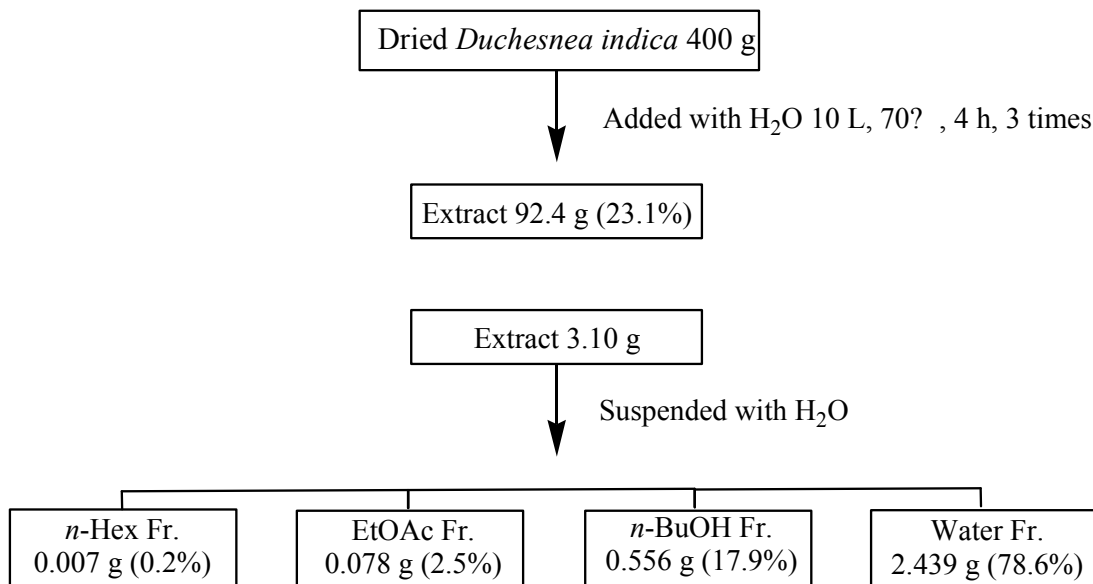 Dried Duchesnea indica 400 g
Added with H₂O 10 L, 70? , 4 h, 3 times
Extract 92.4 g (23.1%)
Extract 3.10 g
Suspended with H₂O
n-Hex Fr.
0.007 g (0.2%)
EtOAc Fr.
0.078 g (2.5%)
n-BuOH Fr.
0.556 g (17.9%)
Water Fr.
2.439 g (78.6%)